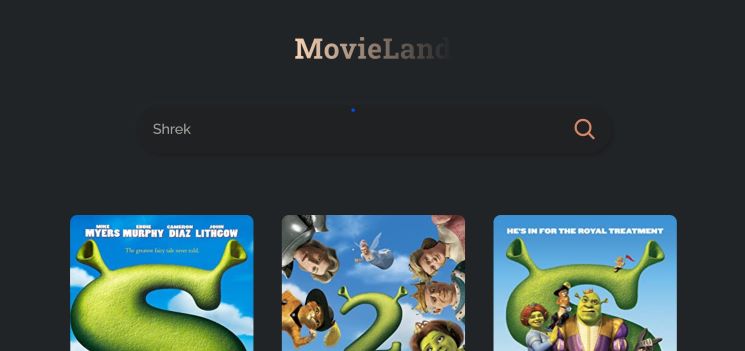 MovieLand
Shrek
MIKE EDDIE CAMERON JOHN
MYERS MURPHY DIAZ LITHGOW
The greatest fairy tale never told.
2
HE'S IN FOR THE ROYAL TREATMENT